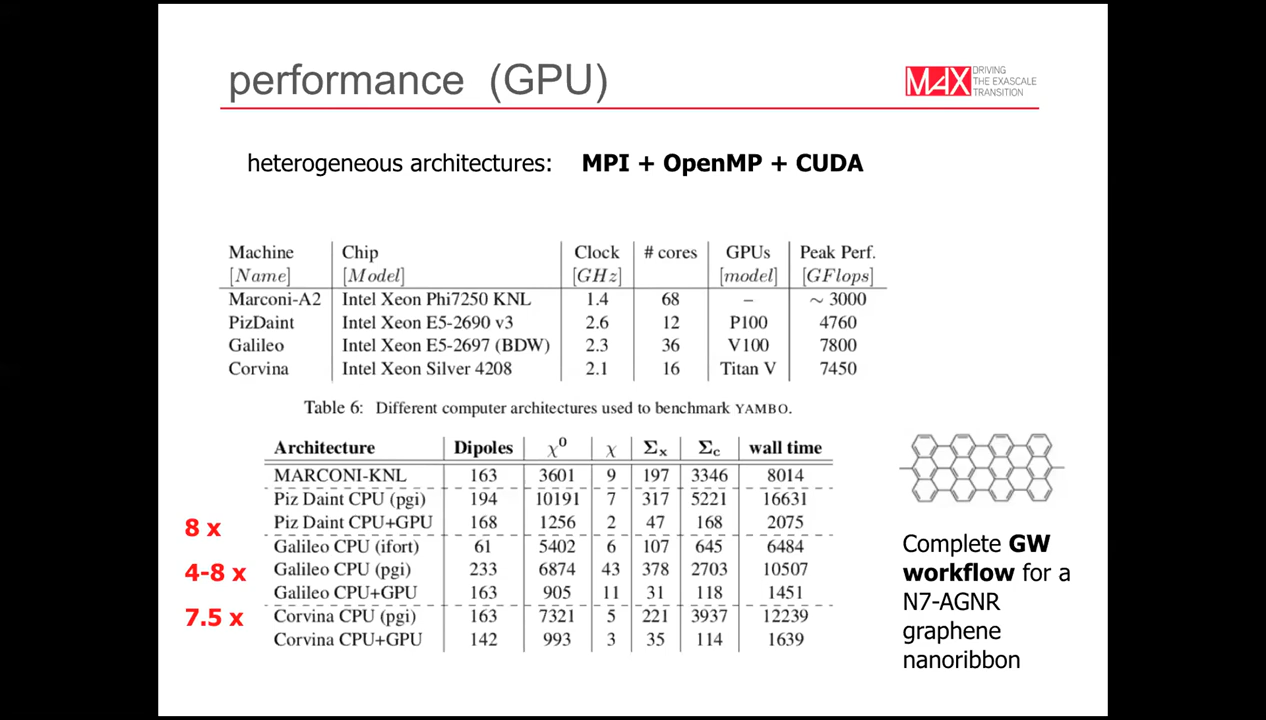 performance (GPU)
MAX DRIVING
THE EXASCALE
TRANSITION
heterogeneous architectures: MPI + OpenMP + CUDA
Machine Chip Clock # cores GPUs Peak Perf.
[Name] [Model] [GHz] [model] [GFlops]
Marconi-A2 Intel Xeon Phi7250 KNL 1.4 68 – ~ 3000
PizDaint Intel Xeon E5-2690 v3 2.6 12 P100 4760
Galileo Intel Xeon E5-2697 (BDW) 2.3 36 V100 7800
Corvina Intel Xeon Silver 4208 2.1 16 Titan V 7450
Table 6: Different computer architectures used to benchmark YAMBO.
Architecture Dipoles χ⁰ χ Σx Σc wall time
MARCONI-KNL 163 3601 9 197 3346 8014
Piz Daint CPU (pgi) 194 10191 7 317 5221 16631
8 x Piz Daint CPU+GPU 168 1256 2 47 168 2075
Galileo CPU (ifort) 61 5402 6 107 645 6484
4-8 x Galileo CPU (pgi) 233 6874 43 378 2703 10507
Galileo CPU+GPU 163 905 11 31 118 1451
7.5 x Corvina CPU (pgi) 163 7321 5 221 3937 12239
Corvina CPU+GPU 142 993 3 35 114 1639
Complete GW
workflow for a
N7-AGNR
graphene
nanoribbon